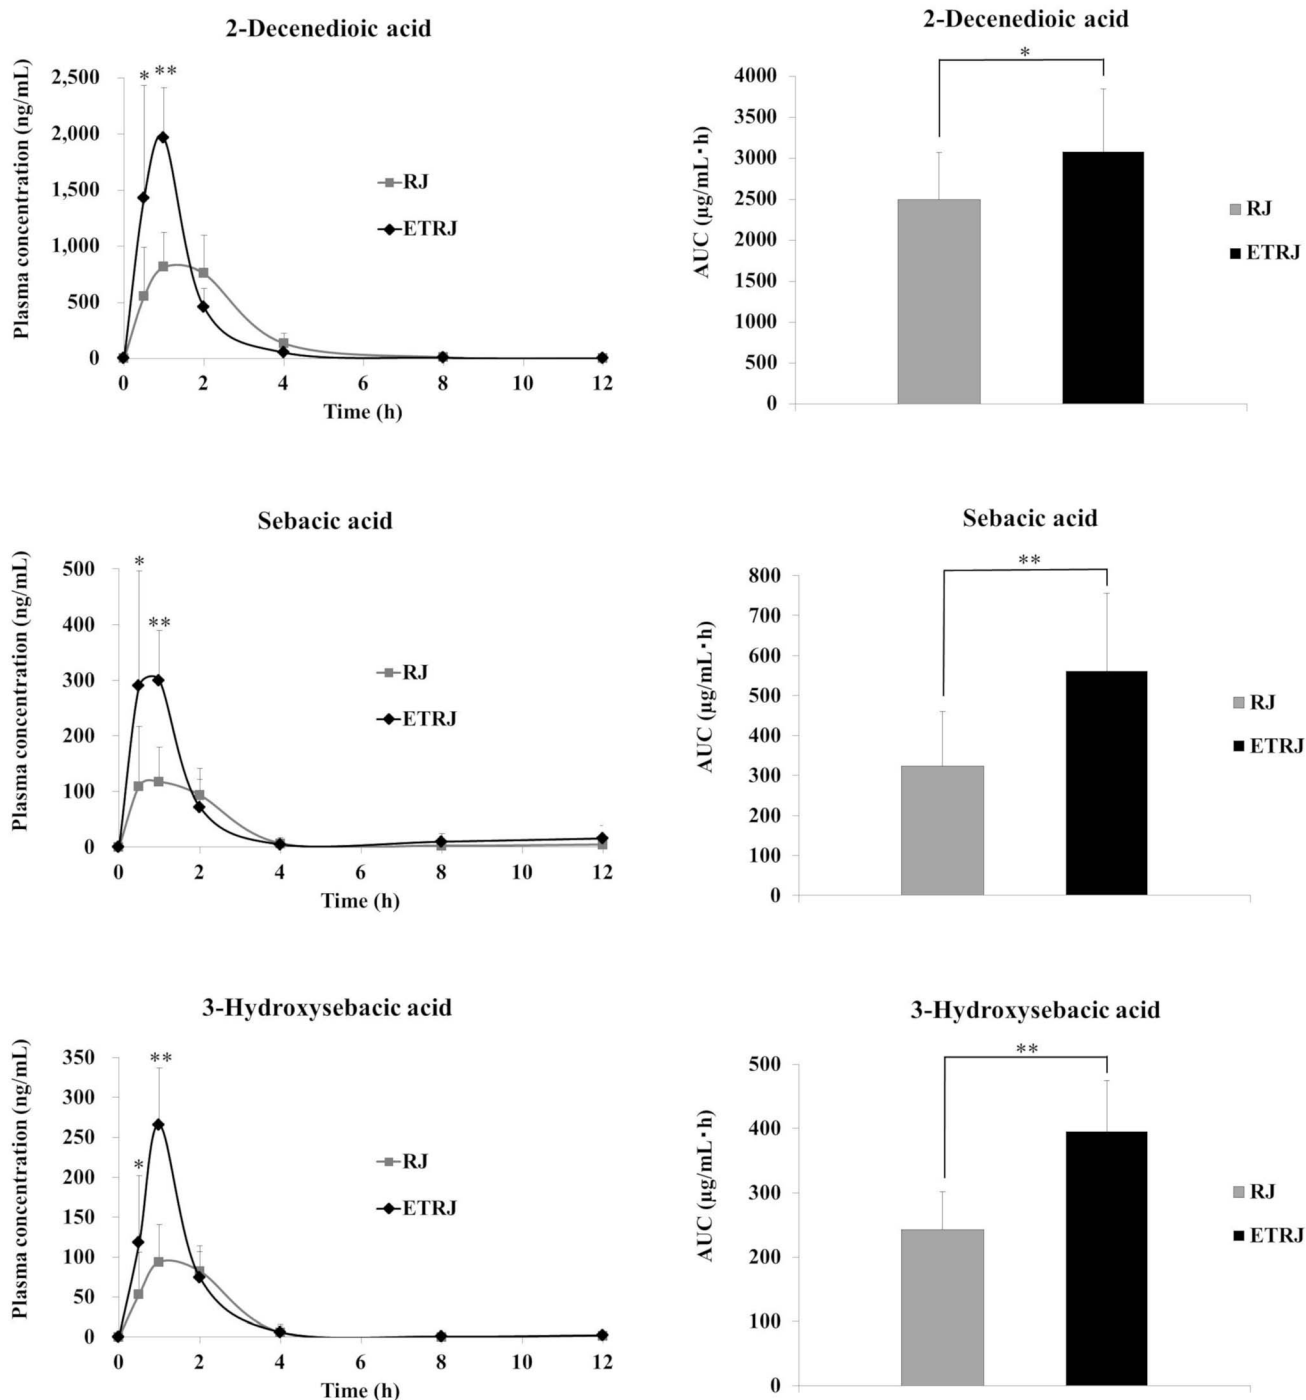 2-Decenedioic acid
Plasma concentration (ng/mL)
2,500
2,000
1,500
1,000
500
0
* **
RJ
ETRJ
0 2 4 6 8 10 12
Time (h)
2-Decenedioic acid
AUC (μg/mL·h)
4000
3500
3000
2500
2000
1500
1000
500
0
*
RJ
ETRJ
Sebacic acid
Plasma concentration (ng/mL)
500
400
300
200
100
0
*
**
RJ
ETRJ
0 2 4 6 8 10 12
Time (h)
Sebacic acid
AUC (μg/mL·h)
800
700
600
500
400
300
200
100
0
**
RJ
ETRJ
3-Hydroxysebacic acid
Plasma concentration (ng/mL)
350
300
250
200
150
100
50
0
**
*
RJ
ETRJ
0 2 4 6 8 10 12
Time (h)
3-Hydroxysebacic acid
AUC (μg/mL·h)
500
400
300
200
100
0
**
RJ
ETRJ